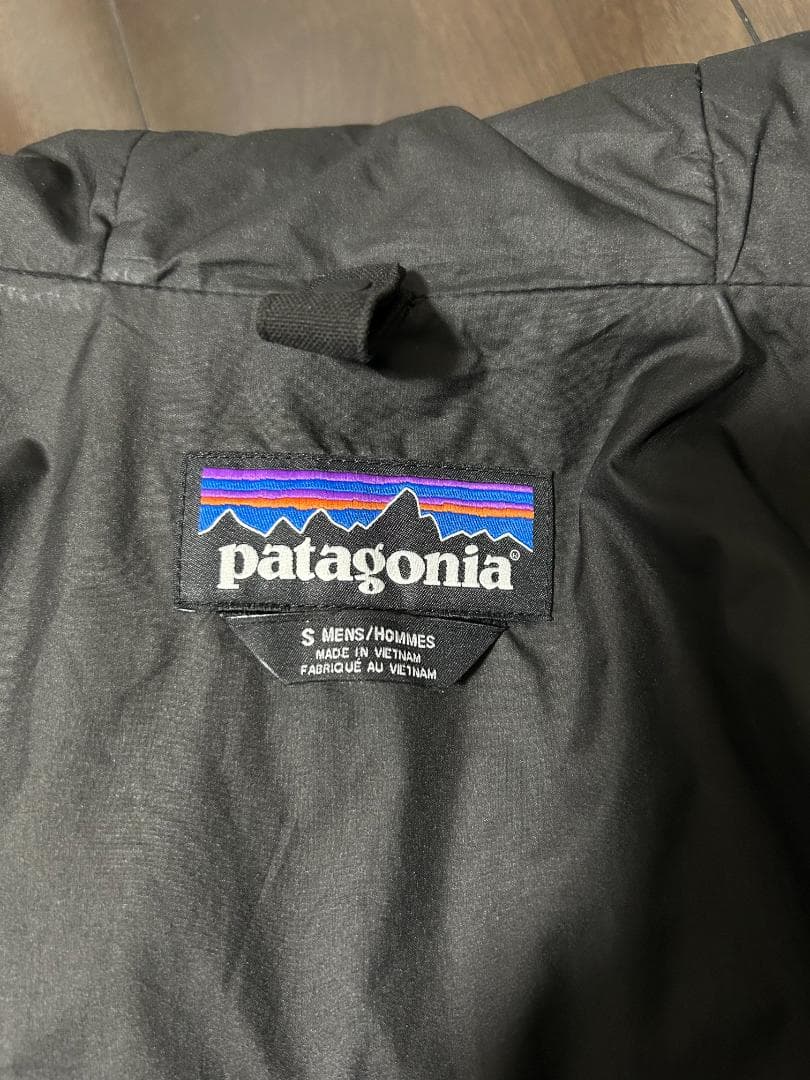 patagonia®
S MENS/HOMMES
MADE IN VIETNAM
FABRIQUÉ AU VIETNAM